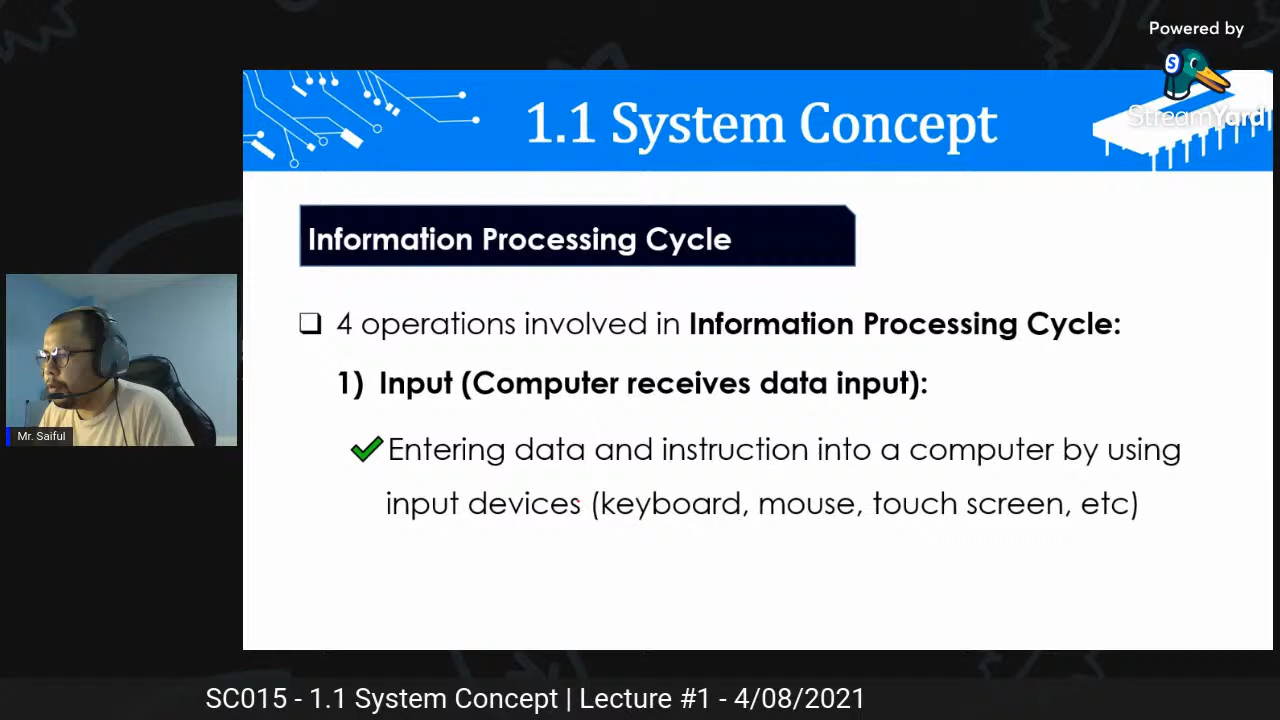 Powered by
S
StreamYard
1.1 System Concept
Information Processing Cycle
4 operations involved in Information Processing Cycle:
1) Input (Computer receives data input):
Entering data and instruction into a computer by using
input devices (keyboard, mouse, touch screen, etc)
Mr. Saiful
SC015 - 1.1 System Concept | Lecture #1 - 4/08/2021